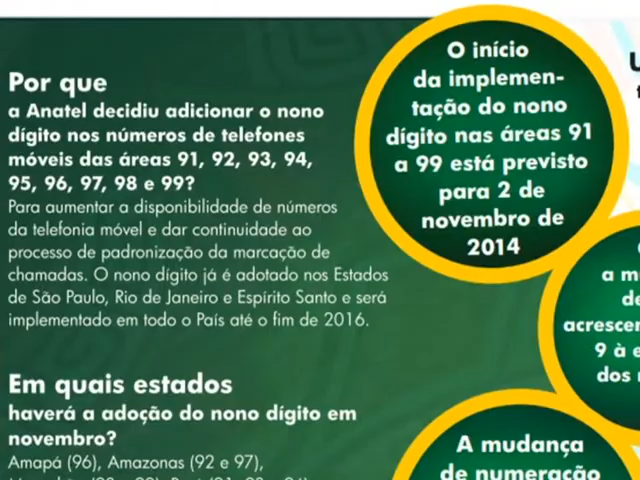 Por que
a Anatel decidiu adicionar o nono
dígito nos números de telefones
móveis das áreas 91, 92, 93, 94,
95, 96, 97, 98 e 99?
Para aumentar a disponibilidade de números
da telefonia móvel e dar continuidade ao
processo de padronização da marcação de
chamadas. O nono dígito já é adotado nos Estados
de São Paulo, Rio de Janeiro e Espírito Santo e será
implementado em todo o País até o fim de 2016.
Em quais estados
haverá a adoção do nono dígito em
novembro?
Amapá (96), Amazonas (92 e 97),
O início
da implemen-
tação do nono
dígito nas áreas 91
a 99 está previsto
para 2 de
novembro de
2014
a m
de
acrescen
9 à e
dos
A mudança
de numeração